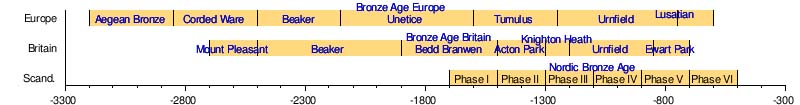 Bronze Age Europe
Europe Aegean Bronze Corded Ware Beaker Unetice Tumulus Urnfield Lusatian
Bronze Age Britain Knighton Heath
Britain Mount Pleasant Beaker Bedd Branwen Acton Park Urnfield Ewart Park
Nordic Bronze Age
Scand. Phase I Phase II Phase III Phase IV Phase V Phase VI
-3300 -2800 -2300 -1800 -1300 -800 -300